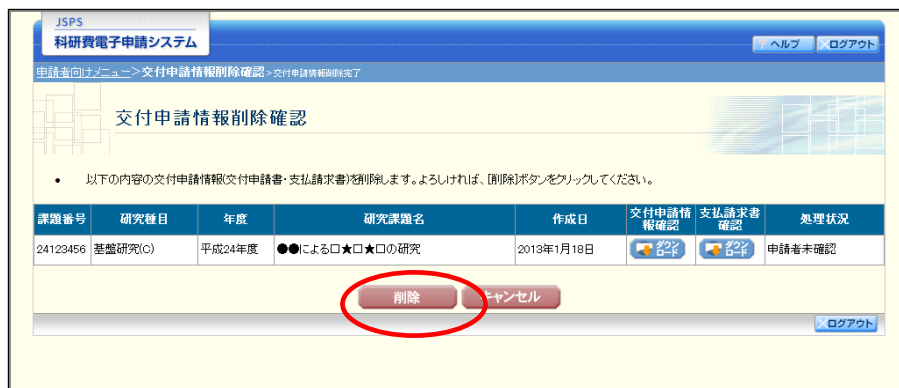 JSPS
科研費電子申請システム
? ヘルプ ログアウト
申請者向けメニュー>交付申請情報削除確認>交付申請情報削除完了
交付申請情報削除確認
• 以下の内容の交付申請情報(交付申請書・支払請求書)を削除します。よろしければ、[削除]ボタンをクリックしてください。
課題番号 研究種目 年度 研究課題名 作成日 交付申請情報確認 支払請求書確認 処理状況
24123456 基盤研究(C) 平成24年度 ●●による□★□★□の研究 2013年1月18日 ダウンロード ダウンロード 申請者未確認
削除 キャンセル
ログアウト